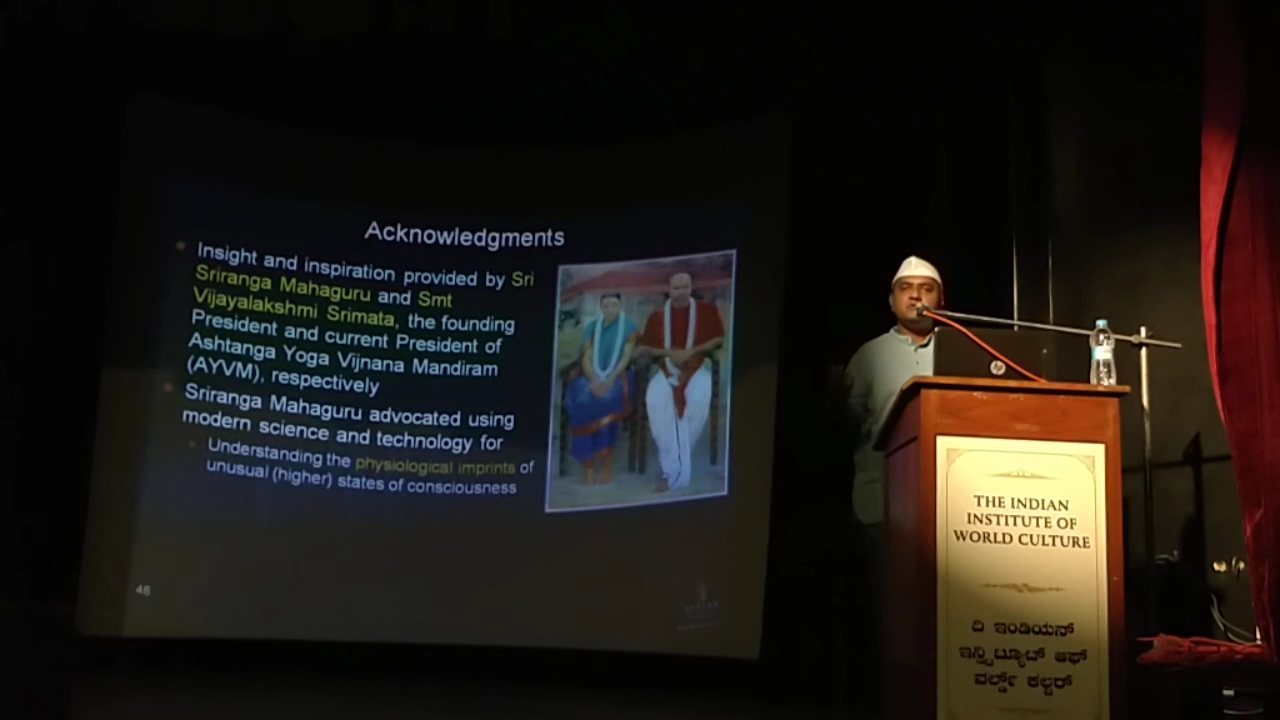 Acknowledgments
Insight and inspiration provided by Sri
Sriranga Mahaguru and Smt
Vijayalakshmi Srimata, the founding
President and current President of
Ashtanga Yoga Vijnana Mandiram
(AYVM), respectively
Sriranga Mahaguru advocated using
modern science and technology for
Understanding the physiological imprints of
unusual (higher) states of consciousness
46
hp
THE INDIAN
INSTITUTE OF
WORLD CULTURE
ದಿ ಇಂಡಿಯನ್
ಇನ್ಸ್ಟಿಟ್ಯೂಟ್ ಆಫ್
ವರ್ಲ್ಡ್ ಕಲ್ಚರ್